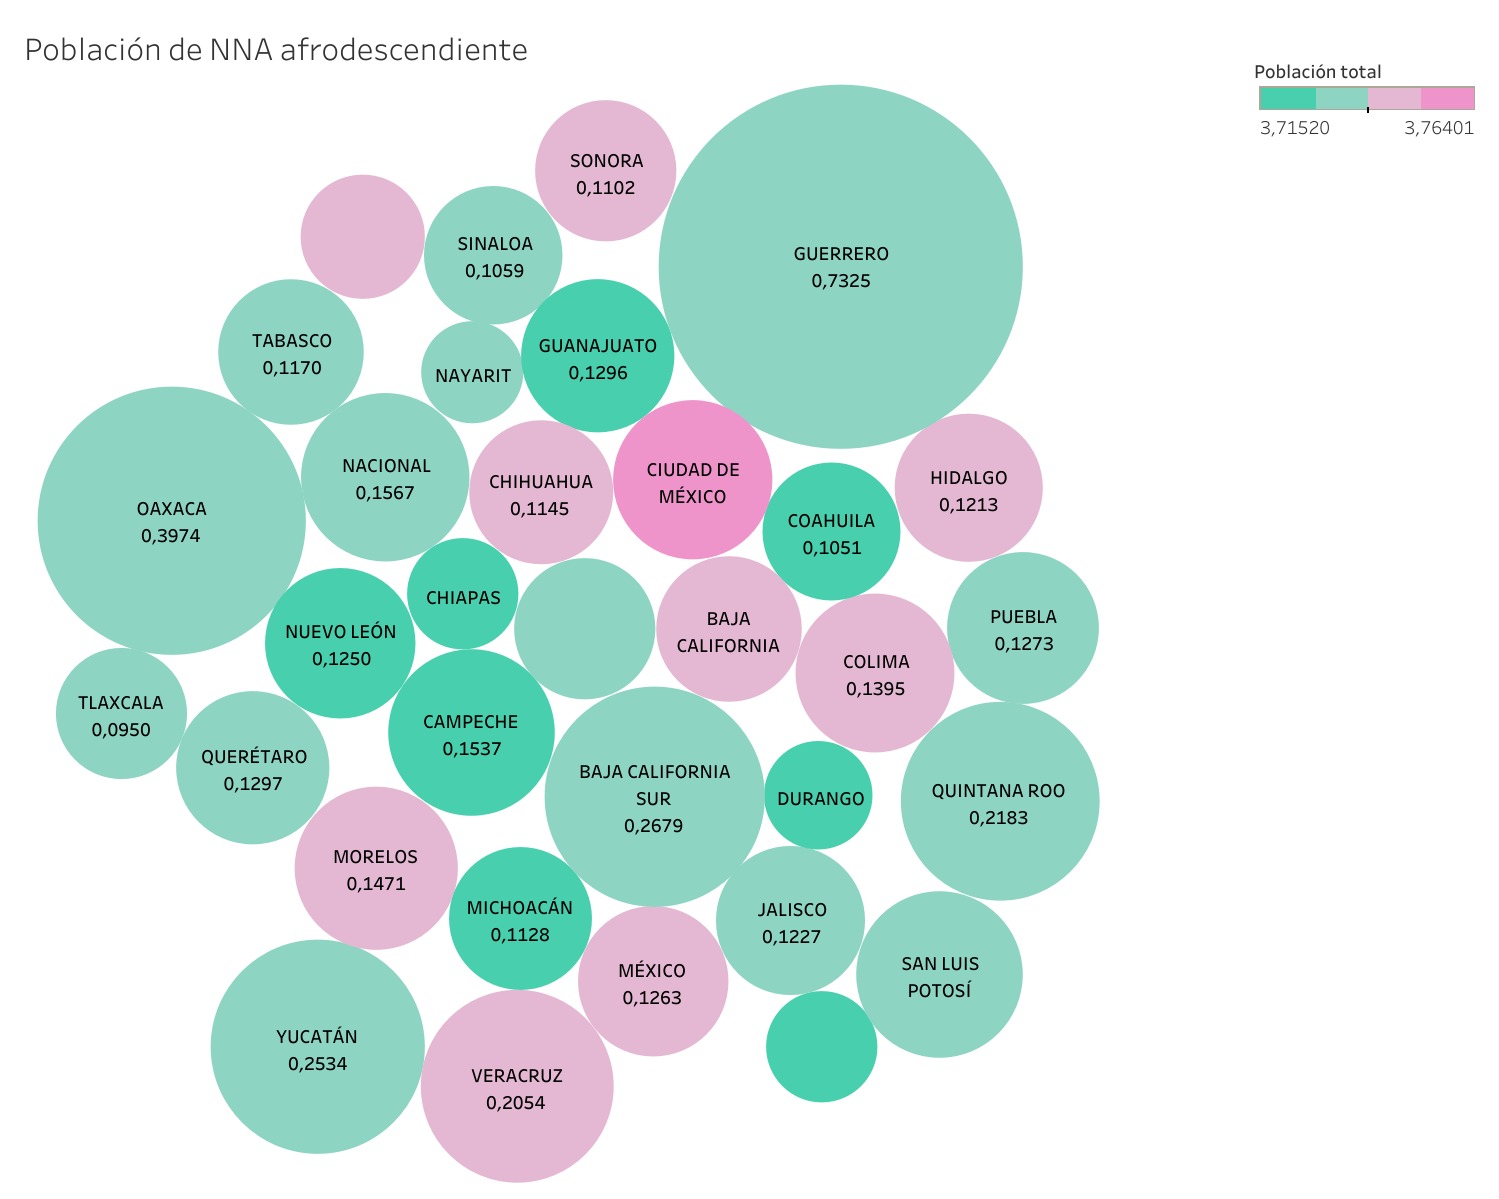 Población de NNA afrodescendiente
Población total
3,71520
3,76401
SONORA
0,1102
SINALOA
0,1059
GUERRERO
0,7325
TABASCO
0,1170
NAYARIT
GUANAJUATO
0,1296
OAXACA
0,3974
NACIONAL
0,1567
CHIHUAHUA
0,1145
CIUDAD DE
MÉXICO
COAHUILA
0,1051
HIDALGO
0,1213
NUEVO LEÓN
0,1250
CHIAPAS
BAJA
CALIFORNIA
COLIMA
0,1395
PUEBLA
0,1273
TLAXCALA
0,0950
QUERÉTARO
0,1297
CAMPECHE
0,1537
BAJA CALIFORNIA
SUR
0,2679
DURANGO
QUINTANA ROO
0,2183
MORELOS
0,1471
MICHOACÁN
0,1128
JALISCO
0,1227
MÉXICO
0,1263
SAN LUIS
POTOSÍ
YUCATÁN
0,2534
VERACRUZ
0,2054